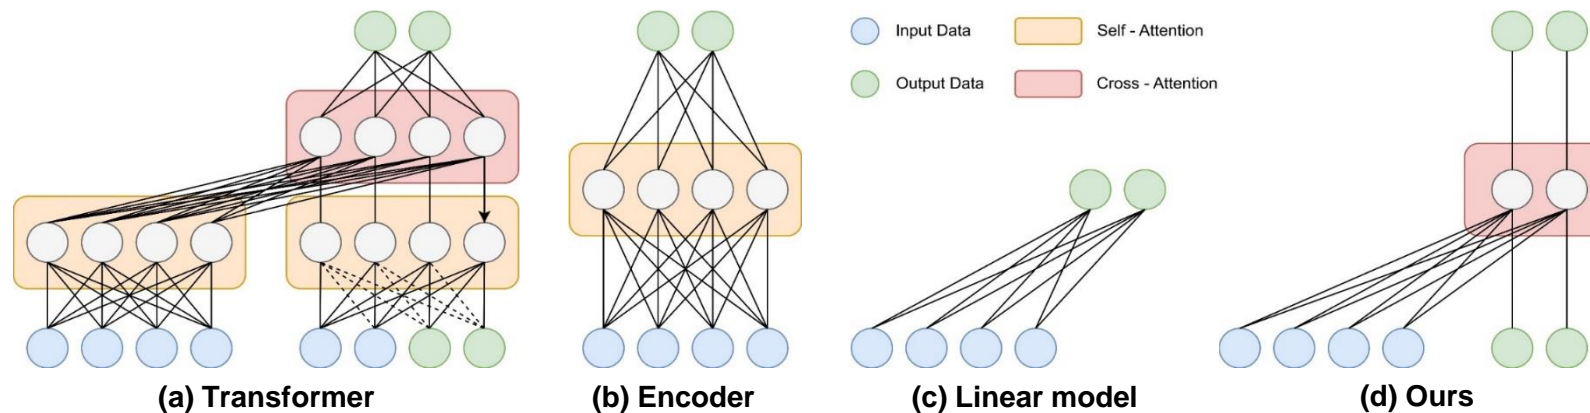 Input Data
Self - Attention
Output Data
Cross - Attention
(a) Transformer
(b) Encoder
(c) Linear model
(d) Ours